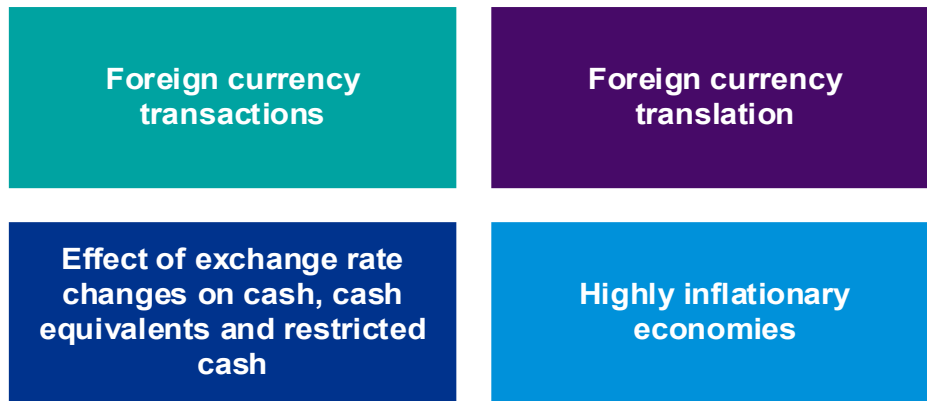 Foreign currency
transactions
Foreign currency
translation
Effect of exchange rate
changes on cash, cash
equivalents and restricted
cash
Highly inflationary
economies